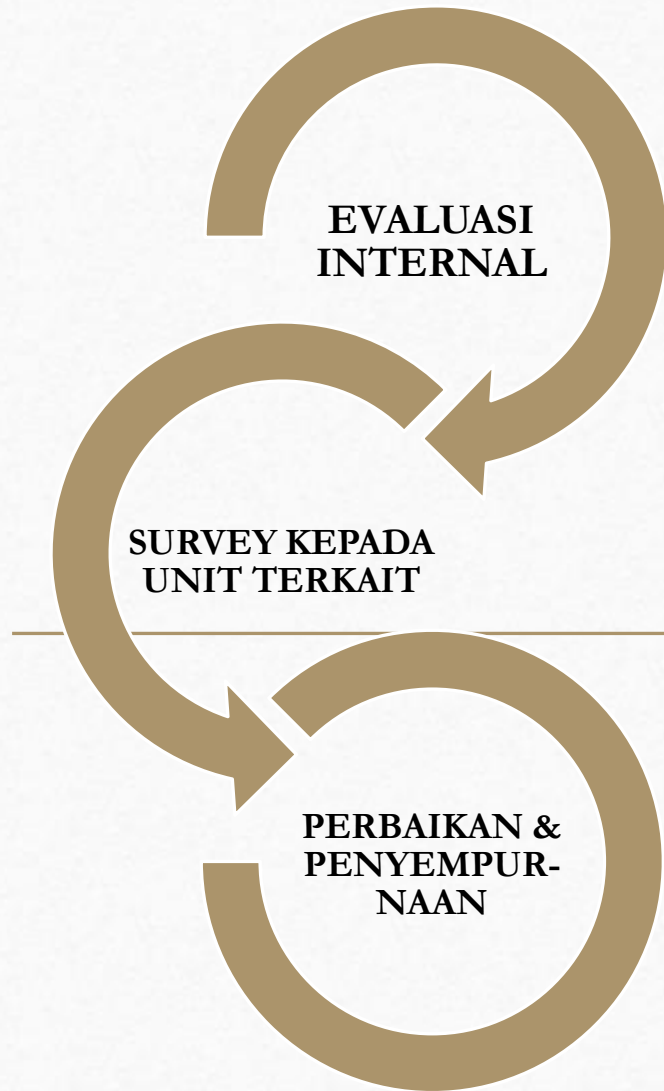 EVALUASI
INTERNAL
SURVEY KEPADA
UNIT TERKAIT
PERBAIKAN &
PENYEMPUR-
NAAN